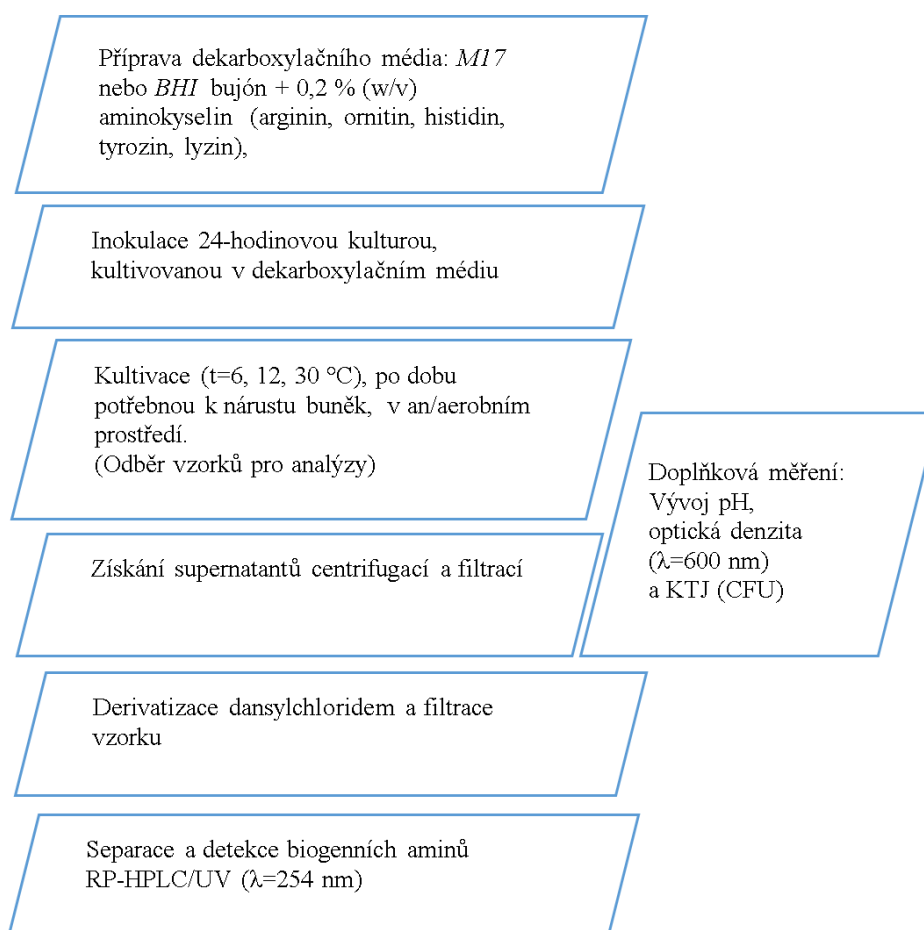 Příprava dekarboxylačního média: M17
nebo BHI bujón + 0,2 % (w/v)
aminokyselin (arginin, ornitin, histidin,
tyrozin, lyzin),
Inokulace 24-hodinovou kulturou,
kultivovanou v dekarboxylačním médiu
Kultivace (t=6, 12, 30 °C), po dobu
potřebnou k nárustu buněk, v an/aerobním
prostředí.
(Odběr vzorků pro analýzy)
Doplňková měření:
Vývoj pH,
optická denzita
(λ=600 nm)
a KTJ (CFU)
Získání supernatantů centrifugací a filtrací
Derivatizace dansylchloridem a filtrace
vzorku
Separace a detekce biogenních aminů
RP-HPLC/UV (λ=254 nm)